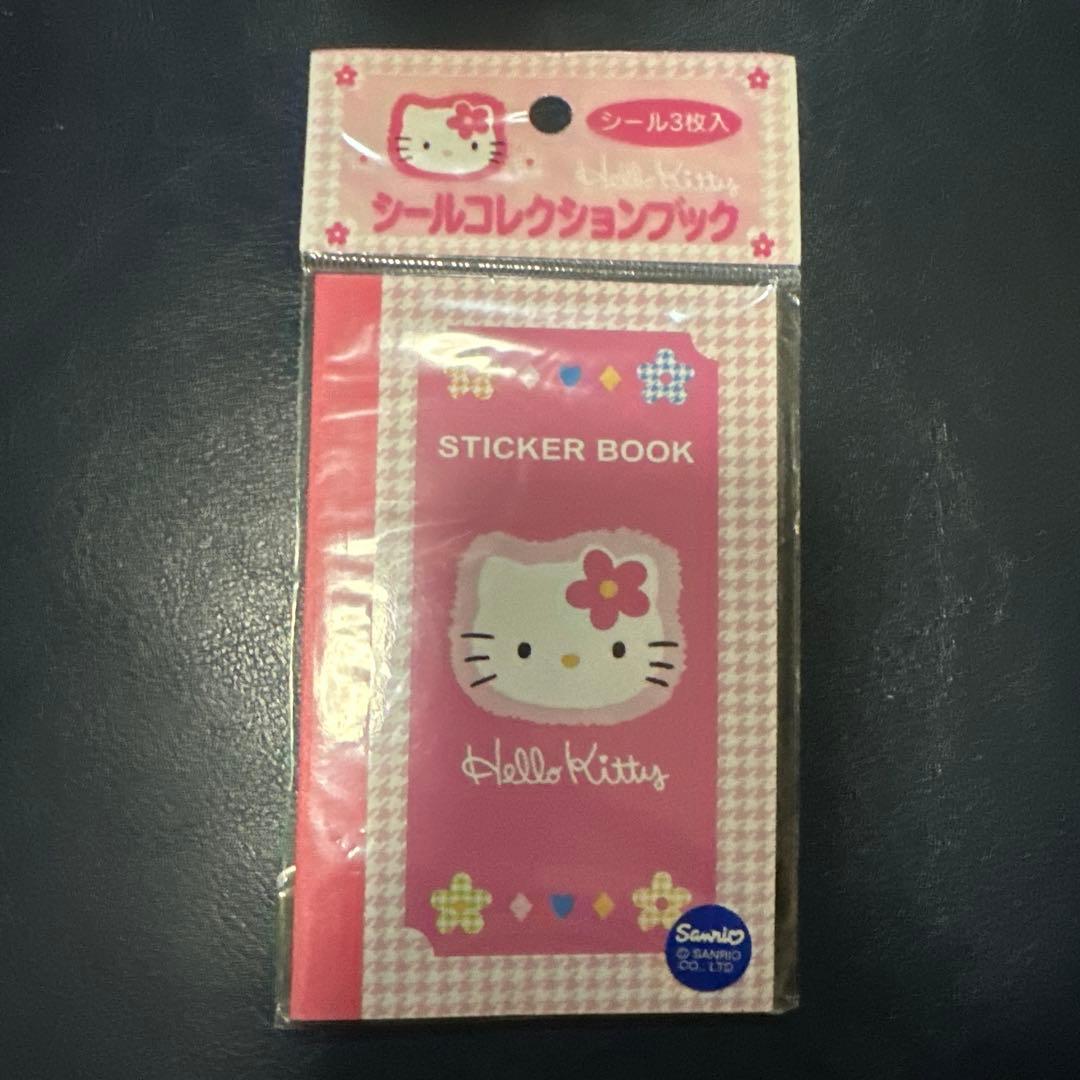 シール3枚入
Hello Kitty
シールコレクションブック
STICKER BOOK
Hello Kitty
Sanrio
© SANRIO
CO., LTD